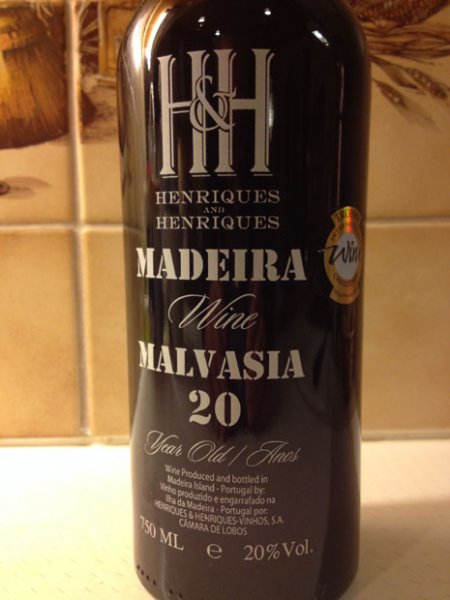 H&H
HENRIQUES
AND
HENRIQUES
MADEIRA
Wine
MALVASIA
20
Year Old / Anos
Wine Produced and bottled in
Madeira Island - Portugal by:
Vinho produzido e engarrafado na
Ilha da Madeira - Portugal por:
HENRIQUES & HENRIQUES-VINHOS, S.A.
CÂMARA DE LOBOS
750 ML e 20% Vol.
Wine